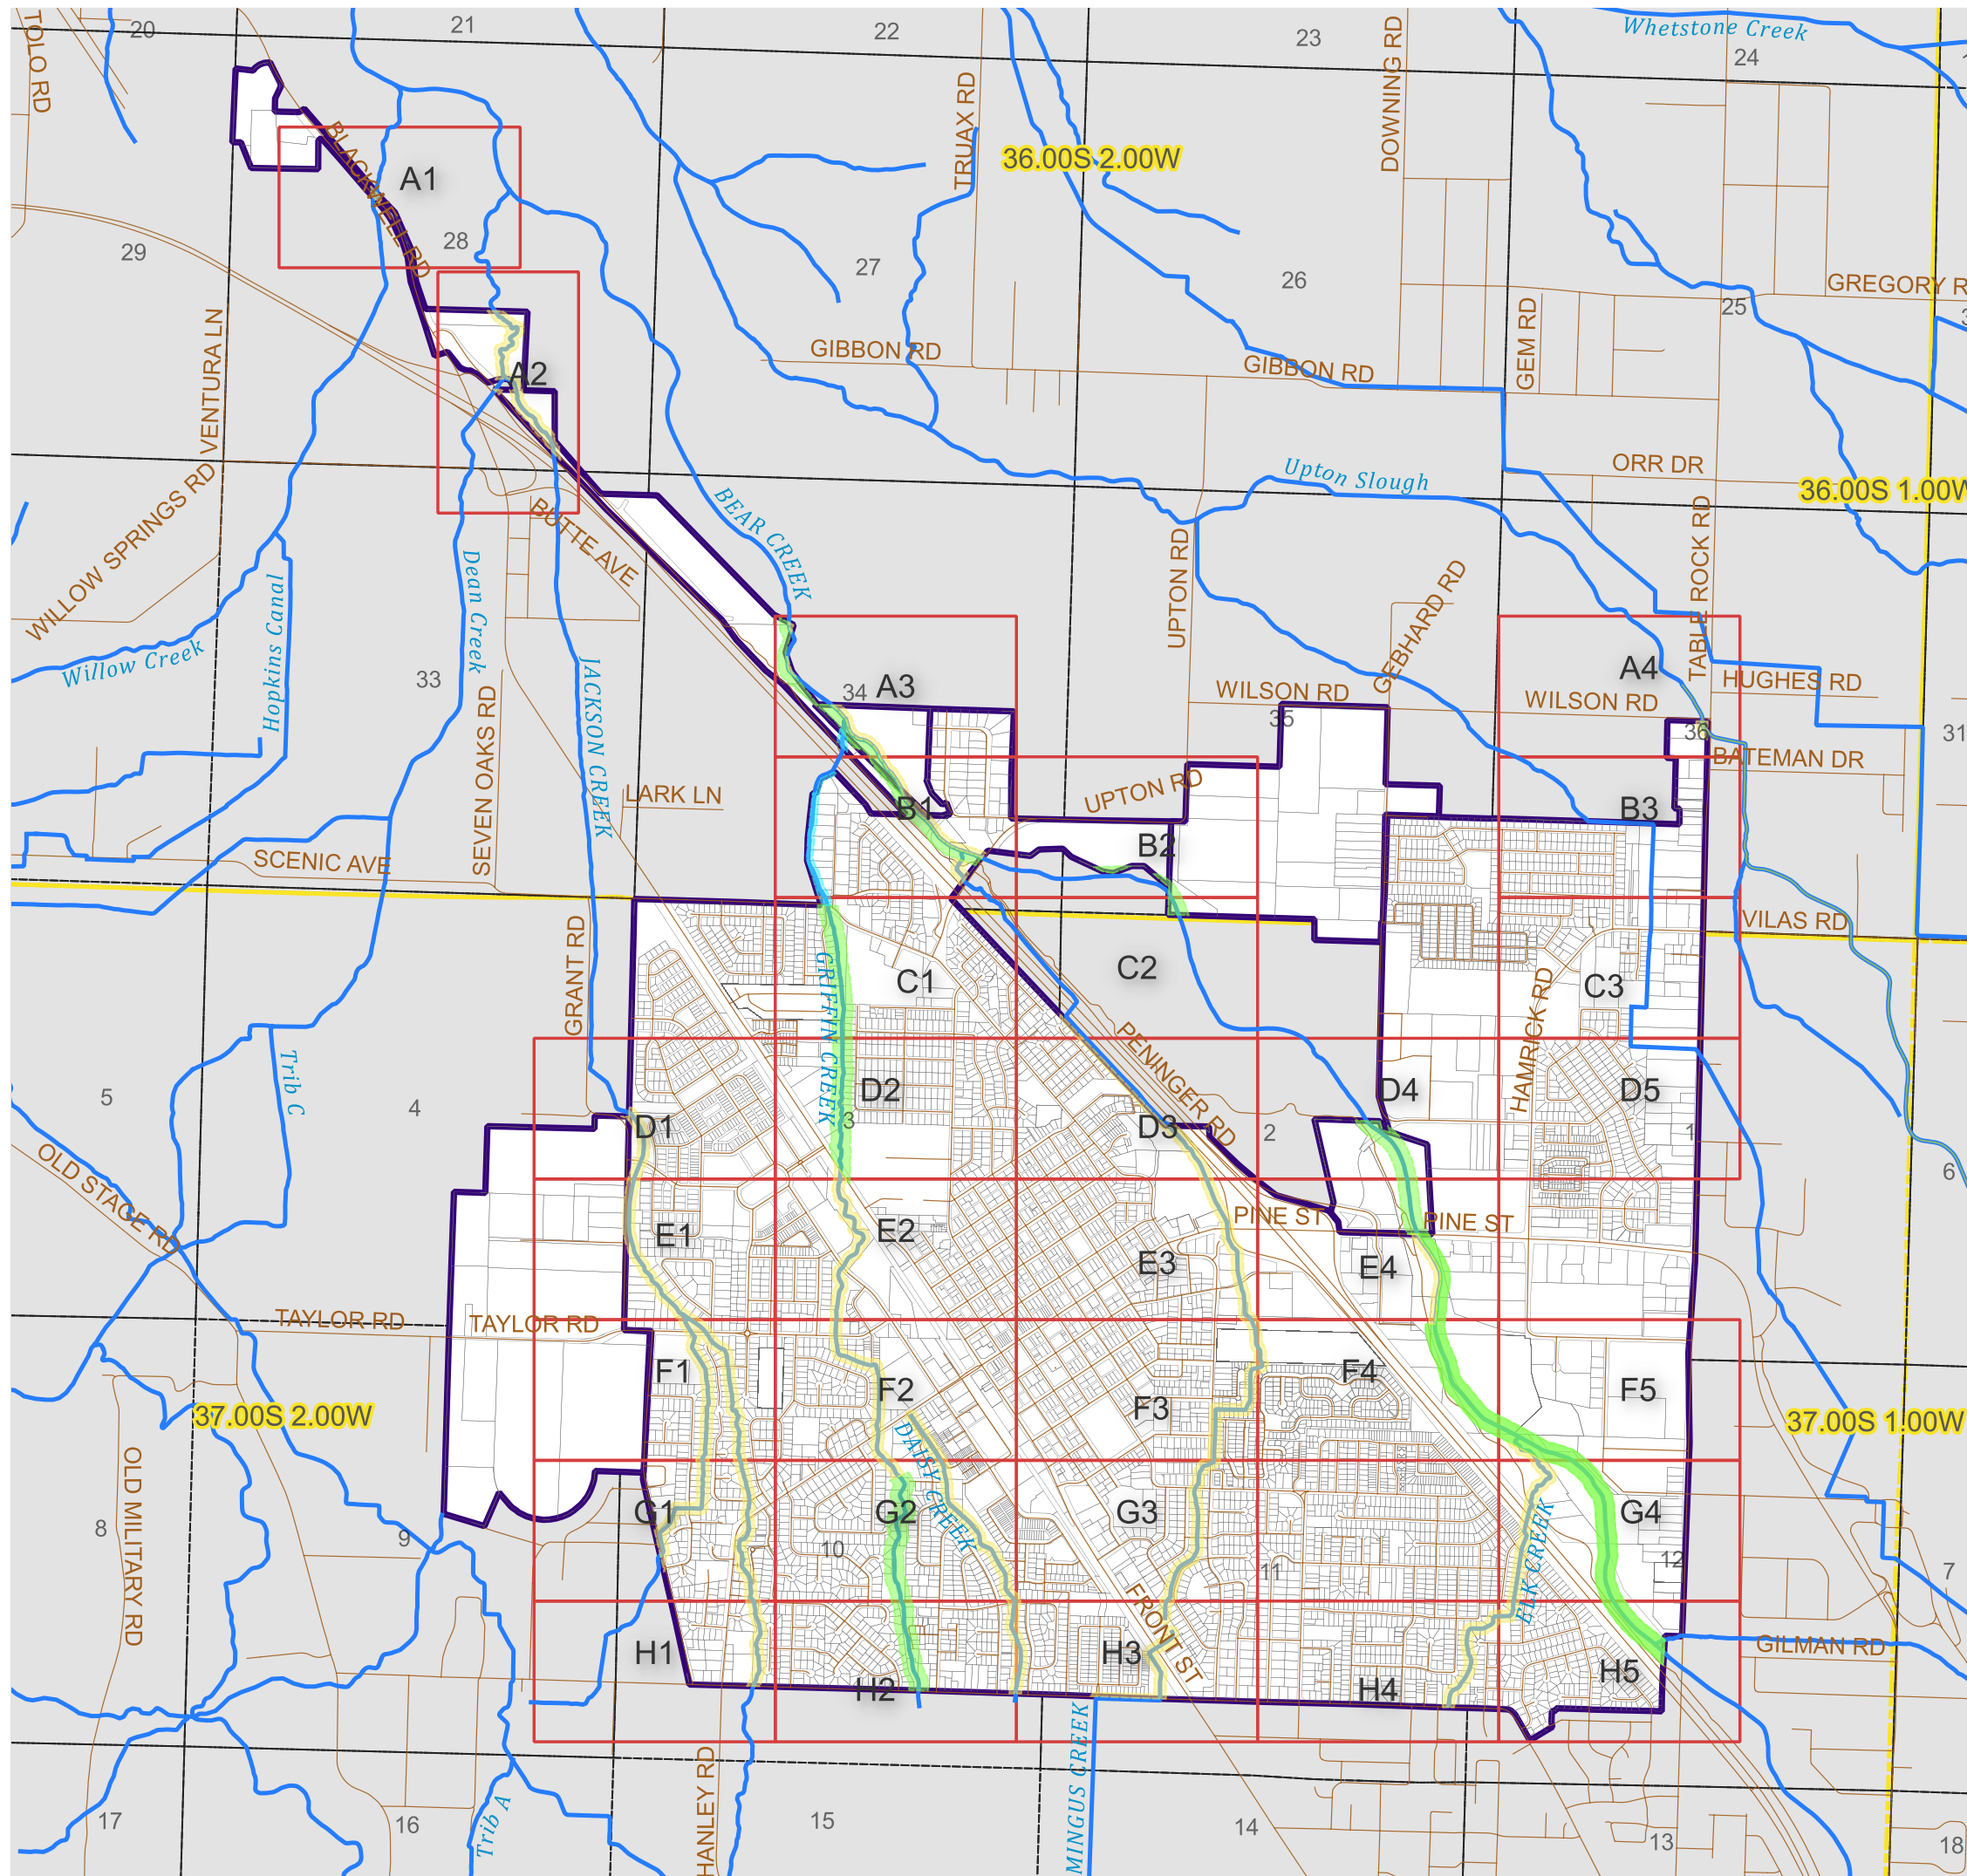 20
21
22
23
24
Whetstone Creek
TOLO RD
TRUAX RD
DOWNING RD
36.00S 2.00W
BLACKWELL RD
A1
28
29
27
26
25
GREGORY R
VENTURA LN
GIBBON RD
GIBBON RD
GEM RD
A2
ORR DR
Upton Slough
36.00S 1.00W
WILLOW SPRINGS RD
BUTTE AVE
BEAR CREEK
TABLE ROCK RD
Hopkins Canal
Dean Creek
UPTON RD
GEBHARD RD
Willow Creek
33
JACKSON CREEK
34
A3
WILSON RD
35
A4
WILSON RD
HUGHES RD
SEVEN OAKS RD
36
31
BATEMAN DR
LARK LN
UPTON RD
B1
B2
B3
SCENIC AVE
VILAS RD
GRANT RD
GRIFFIN CREEK
C1
C2
C3
HAMRICK RD
PENINGER RD
Trib C
5
4
D1
D2
3
D3
2
D4
D5
1
6
OLD STAGE RD
E1
E2
E3
PINE ST
PINE ST
E4
TAYLOR RD
TAYLOR RD
37.00S 2.00W
F1
F2
F3
F4
F5
37.00S 1.00W
DAISY CREEK
OLD MILITARY RD
8
9
G1
10
G2
G3
11
ELK CREEK
G4
12
7
FRONT ST
H1
H2
H3
H4
H5
GILMAN RD
MINGUS CREEK
HANLEY RD
Trib A
17
16
15
14
13
18